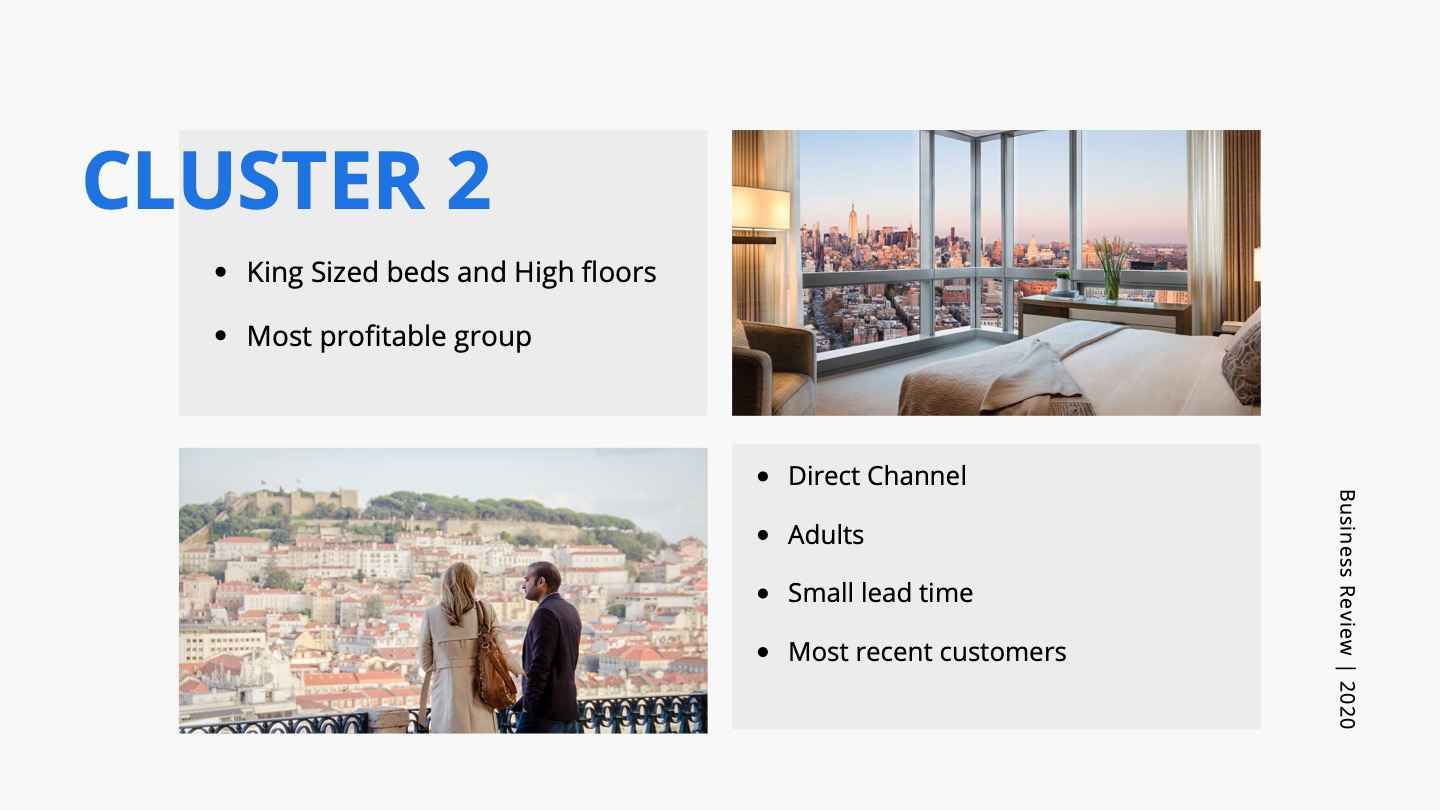 CLUSTER 2
• King Sized beds and High floors
• Most profitable group
• Direct Channel
• Adults
• Small lead time
• Most recent customers
Business Review | 2020